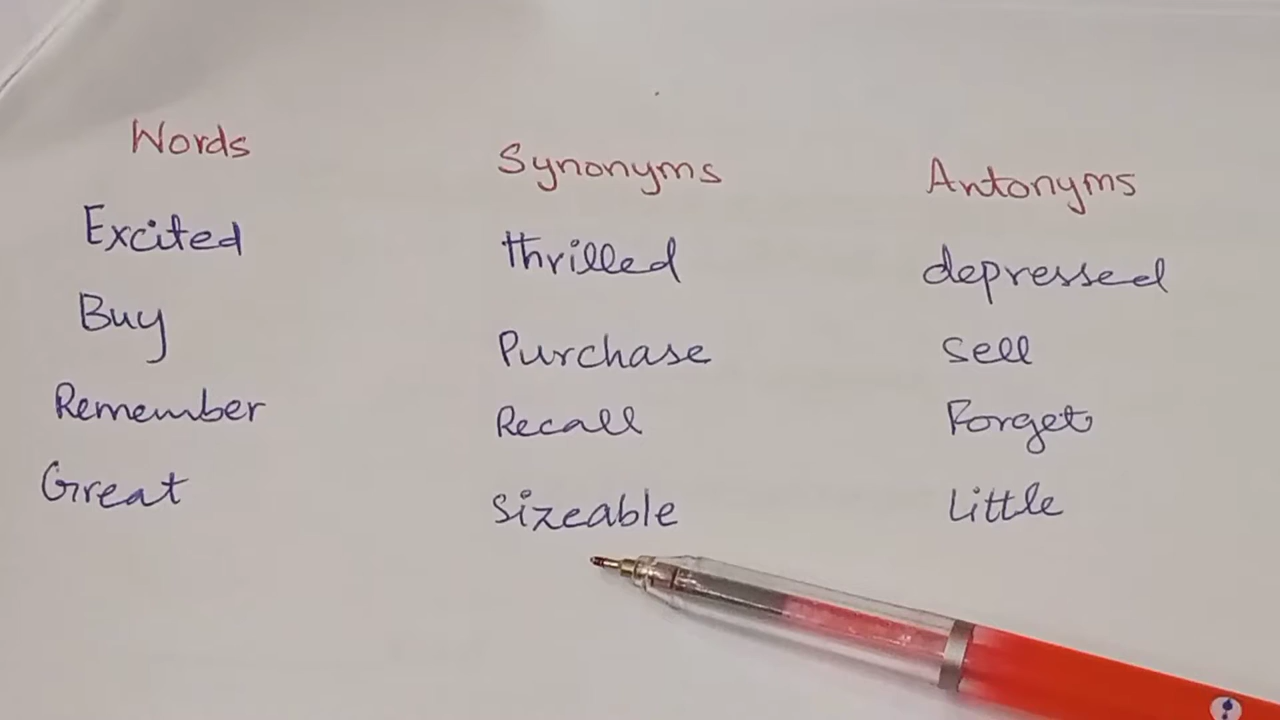 Words Synonyms Antonyms
Excited thrilled depressed
Buy Purchase Sell
Remember Recall Forget
Great Sizeable Little